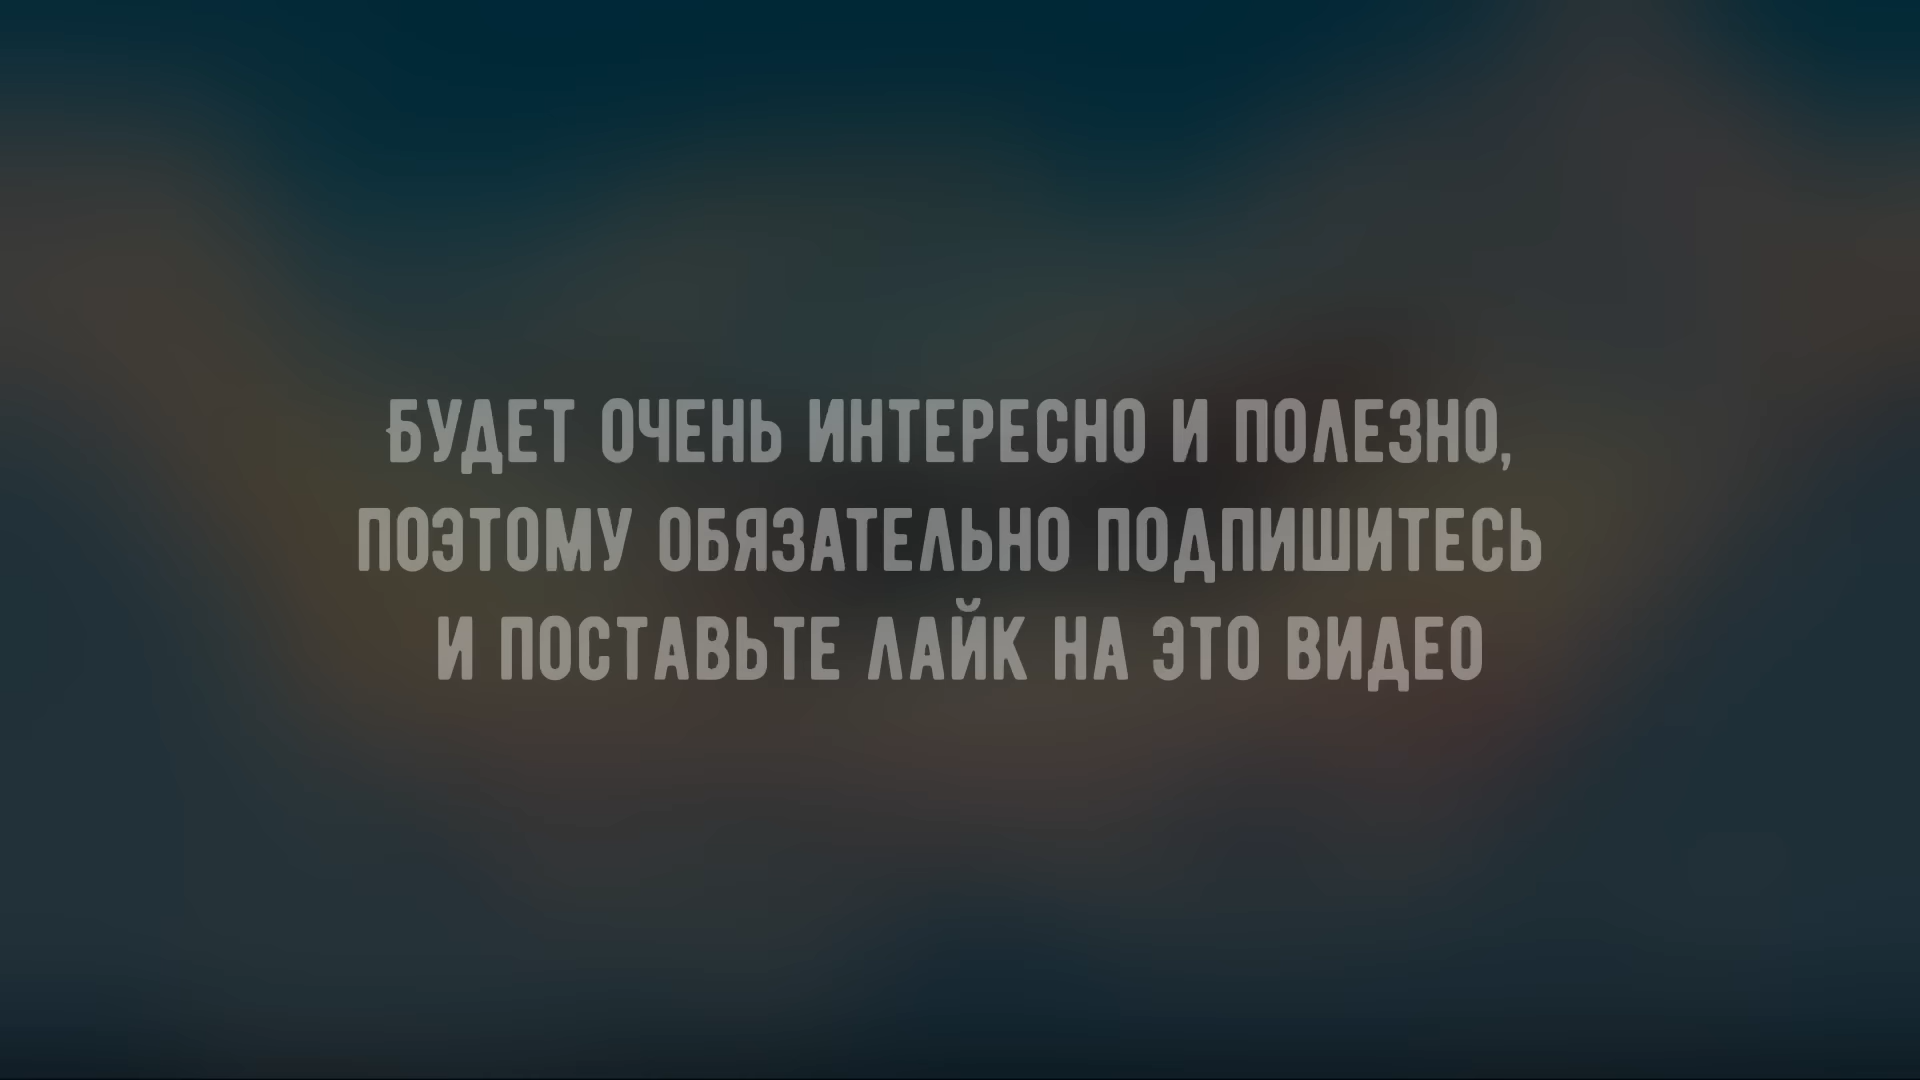 БУДЕТ ОЧЕНЬ ИНТЕРЕСНО И ПОЛЕЗНО,
ПОЭТОМУ ОБЯЗАТЕЛЬНО ПОДПИШИТЕСЬ
И ПОСТАВЬТЕ ЛАЙК НА ЭТО ВИДЕО